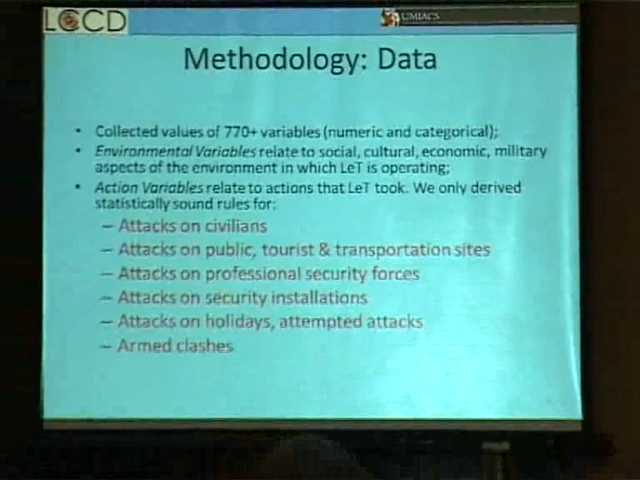 LCCD
UMIACS
Methodology: Data
• Collected values of 770+ variables (numeric and categorical);
• Environmental Variables relate to social, cultural, economic, military
aspects of the environment in which LeT is operating;
• Action Variables relate to actions that LeT took. We only derived
statistically sound rules for:
– Attacks on civilians
– Attacks on public, tourist & transportation sites
– Attacks on professional security forces
– Attacks on security installations
– Attacks on holidays, attempted attacks
– Armed clashes